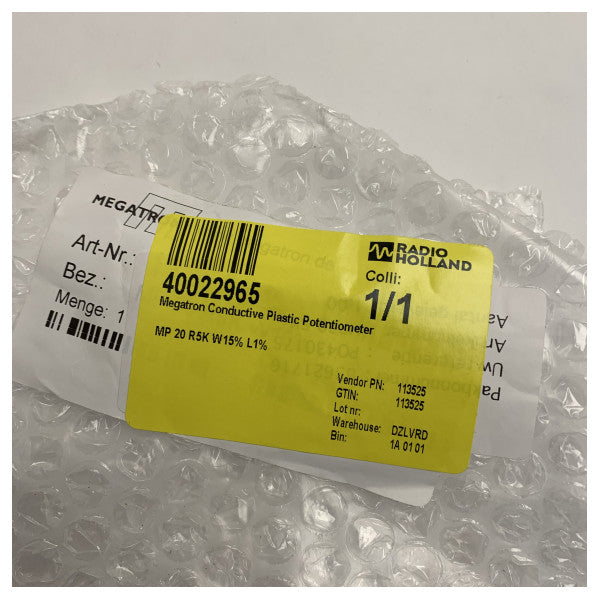 MEGATRO
Art-Nr.:
Bez.:
Menge: 1
RADIO
HOLLAND
Colli:
1/1
40022965
Megatron Conductive Plastic Potentiometer
MP 20 R5K W15% L1%
Vendor PN: 113525
GTIN: 113525
Lot nr:
Warehouse: DZLVRD
Bin: 1A 01 01